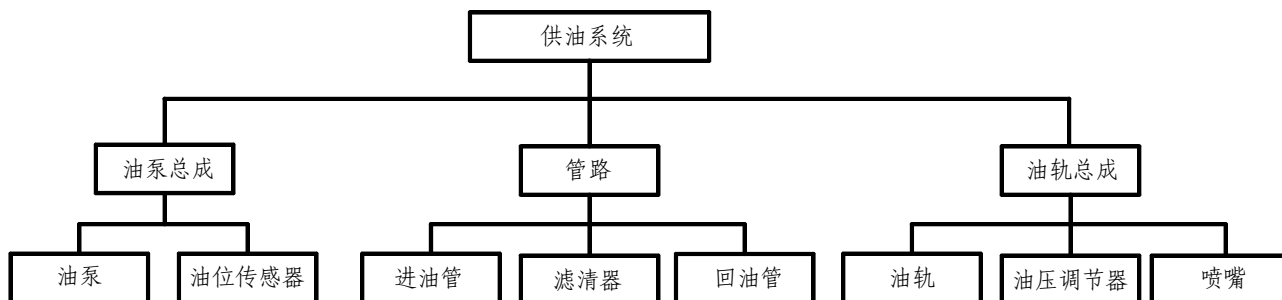 供油系统
油泵总成
管路
油轨总成
油泵
油位传感器
进油管
滤清器
回油管
油轨
油压调节器
喷嘴